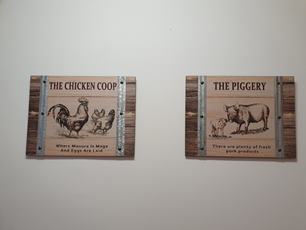 THE CHICKEN COOP
Where Manure Is Mage
And Eggs Are Laid
THE PIGGERY
There are plenty of fresh
pork products